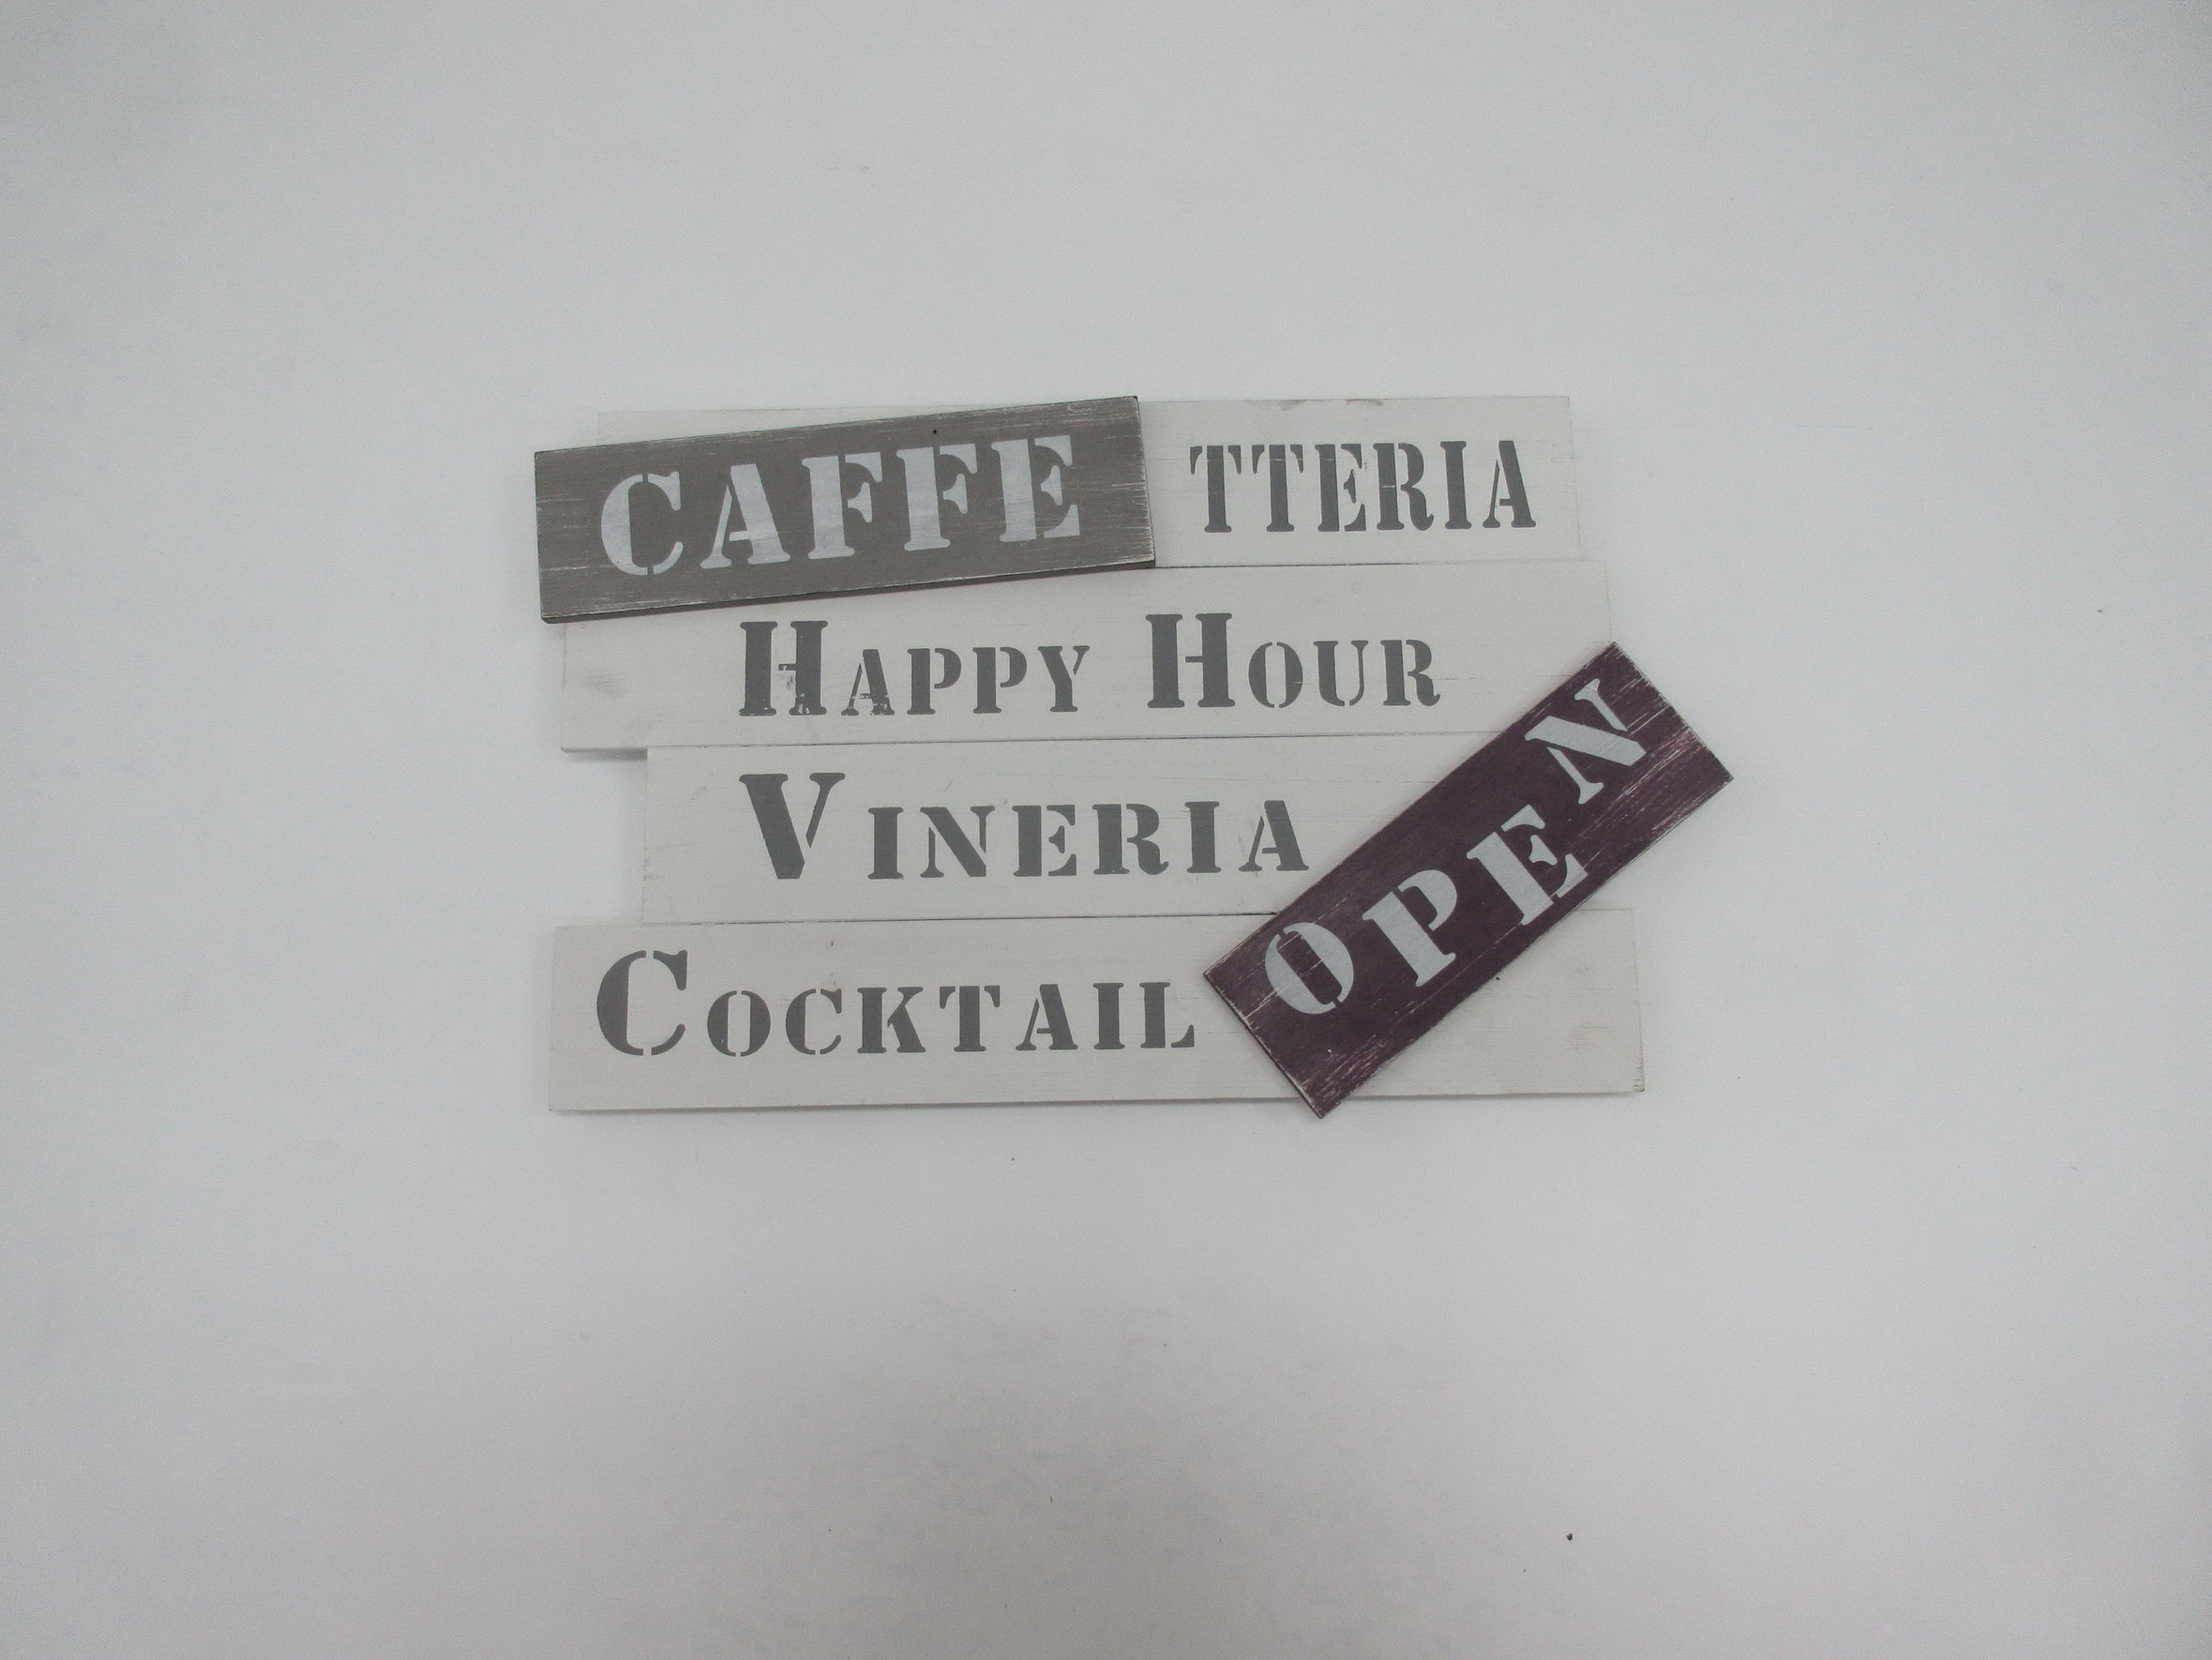 CAFFE TTERIA
HAPPY HOUR
VINERIA
COCKTAIL
OPEN